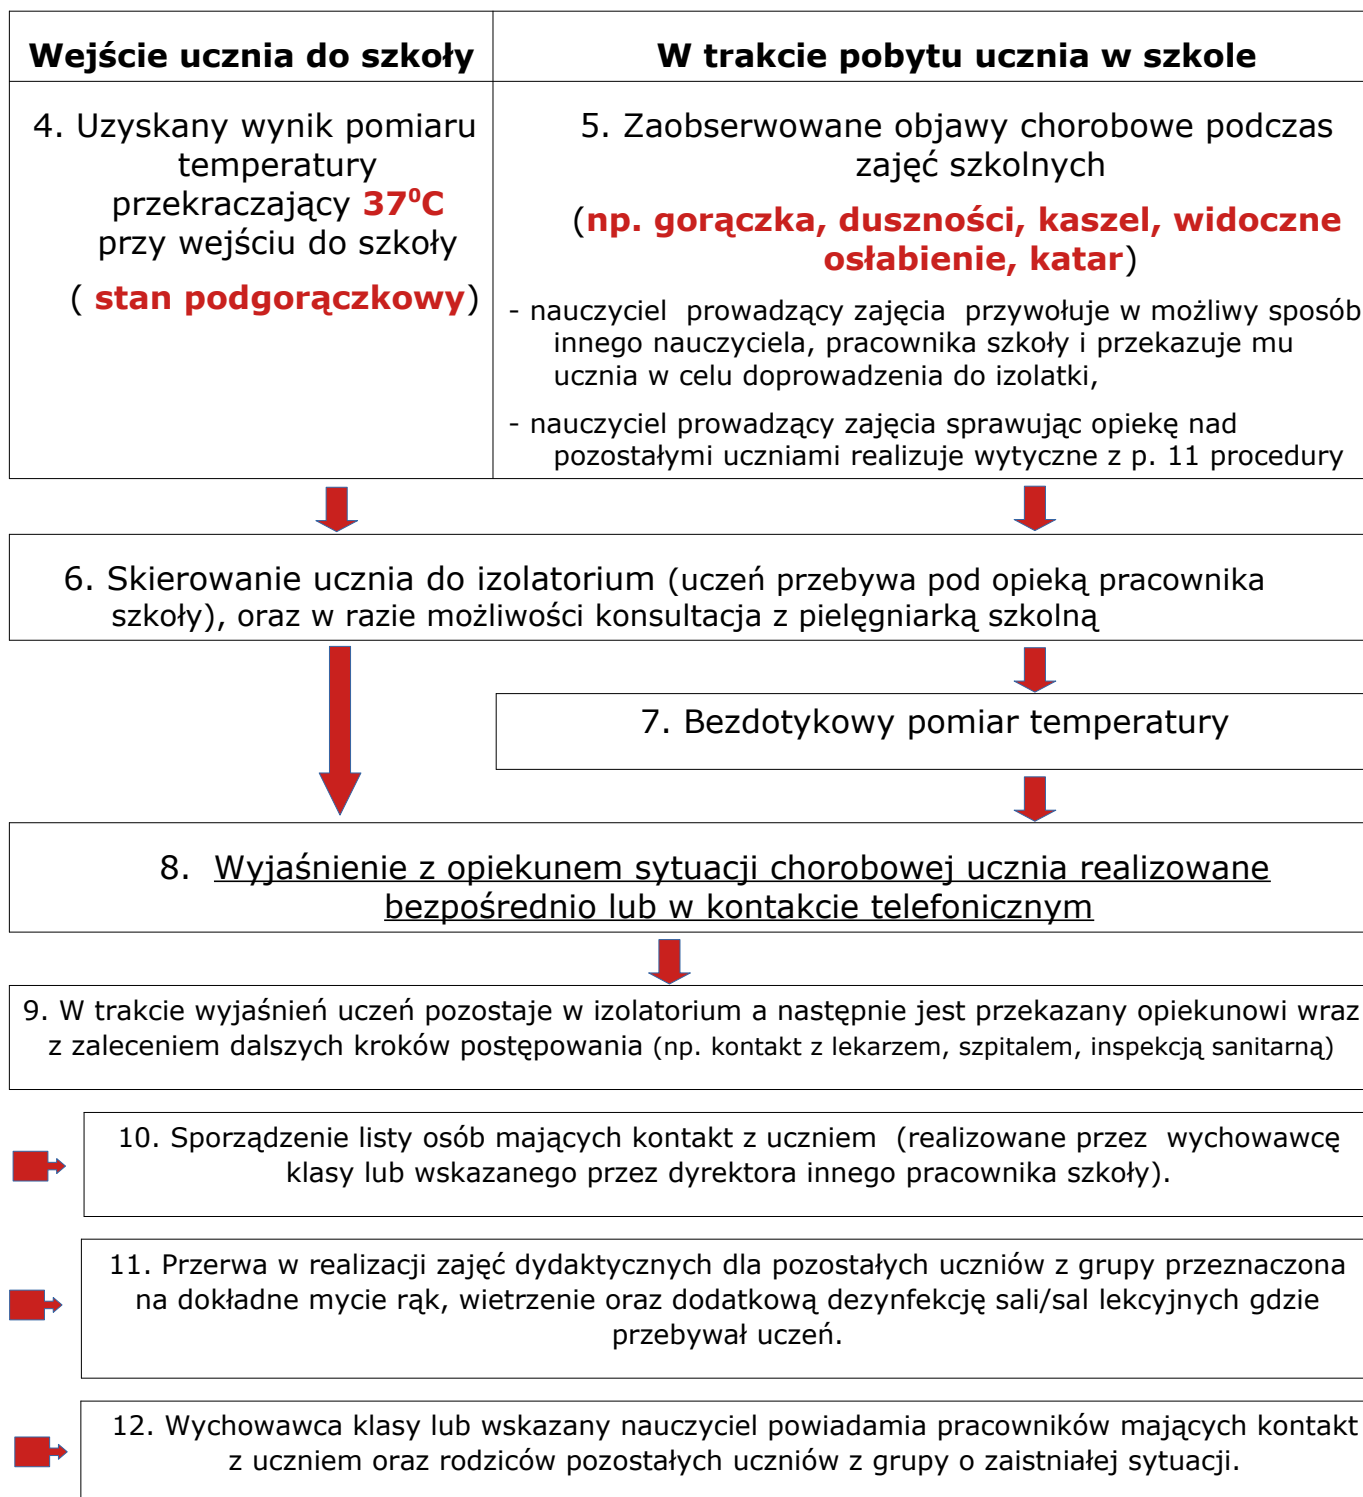 Wejście ucznia do szkoły
W trakcie pobytu ucznia w szkole
4. Uzyskany wynik pomiaru
temperatury
przekraczający 37⁰C
przy wejściu do szkoły
( stan podgorączkowy)
5. Zaobserwowane objawy chorobowe podczas
zajęć szkolnych
(np. gorączka, duszności, kaszel, widoczne
osłabienie, katar)
- nauczyciel prowadzący zajęcia przywołuje w możliwy sposób
innego nauczyciela, pracownika szkoły i przekazuje mu
ucznia w celu doprowadzenia do izolatki,
- nauczyciel prowadzący zajęcia sprawując opiekę nad
pozostałymi uczniami realizuje wytyczne z p. 11 procedury
6. Skierowanie ucznia do izolatorium (uczeń przebywa pod opieką pracownika
szkoły), oraz w razie możliwości konsultacja z pielęgniarką szkolną
7. Bezdotykowy pomiar temperatury
8. Wyjaśnienie z opiekunem sytuacji chorobowej ucznia realizowane
bezpośrednio lub w kontakcie telefonicznym
9. W trakcie wyjaśnień uczeń pozostaje w izolatorium a następnie jest przekazany opiekunowi wraz
z zaleceniem dalszych kroków postępowania (np. kontakt z lekarzem, szpitalem, inspekcją sanitarną)
10. Sporządzenie listy osób mających kontakt z uczniem (realizowane przez wychowawcę
klasy lub wskazanego przez dyrektora innego pracownika szkoły).
11. Przerwa w realizacji zajęć dydaktycznych dla pozostałych uczniów z grupy przeznaczona
na dokładne mycie rąk, wietrzenie oraz dodatkową dezynfekcję sali/sal lekcyjnych gdzie
przebywał uczeń.
12. Wychowawca klasy lub wskazany nauczyciel powiadamia pracowników mających kontakt
z uczniem oraz rodziców pozostałych uczniów z grupy o zaistniałej sytuacji.